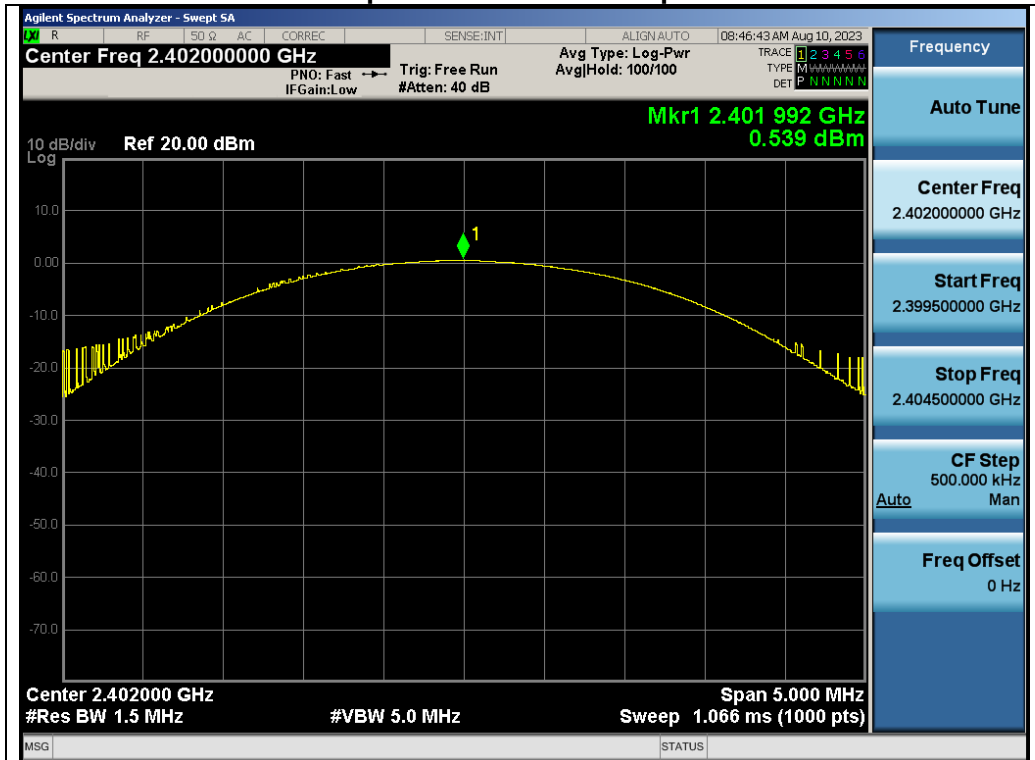 Agilent Spectrum Analyzer - Swept SA
LXI R RF 50 Ω AC CORREC SENSE:INT ALIGN AUTO 08:46:43 AM Aug 10, 2023
Center Freq 2.402000000 GHz
PNO: Fast
IFGain:Low
Trig: Free Run
#Atten: 40 dB
Avg Type: Log-Pwr
Avg|Hold: 100/100
TRACE 1 2 3 4 5 6
TYPE M WWWWW
DET P N N N N N
Mkr1 2.401 992 GHz
0.539 dBm
10 dB/div Ref 20.00 dBm
Log
10.0
0.00
-10.0
-20.0
-30.0
-40.0
-50.0
-60.0
-70.0
1
Center 2.402000 GHz Span 5.000 MHz
#Res BW 1.5 MHz #VBW 5.0 MHz Sweep 1.066 ms (1000 pts)
MSG STATUS
Frequency
Auto Tune
Center Freq
2.402000000 GHz
Start Freq
2.399500000 GHz
Stop Freq
2.404500000 GHz
CF Step
500.000 kHz
Auto Man
Freq Offset
0 Hz